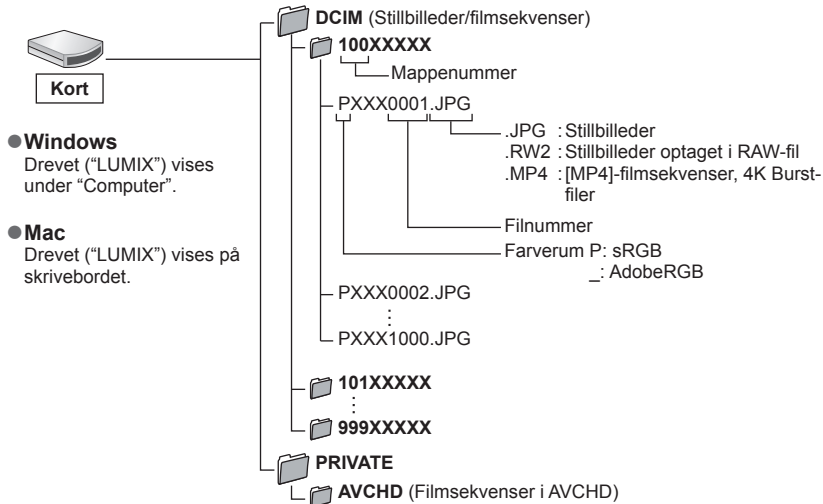 Kort
●Windows
Drevet (“LUMIX”) vises
under “Computer”.
●Mac
Drevet (“LUMIX”) vises på
skrivebordet.
DCIM (Stillbilleder/filmsekvenser)
100XXXXX
Mappenummer
PXXX0001.JPG
.JPG : Stillbilleder
.RW2 : Stillbilleder optaget i RAW-fil
.MP4 : [MP4]-filmsekvenser, 4K Burst-
filer
Filnummer
Farverum P: sRGB
_: AdobeRGB
PXXX0002.JPG
PXXX1000.JPG
101XXXXX
999XXXXX
PRIVATE
AVCHD (Filmsekvenser i AVCHD)